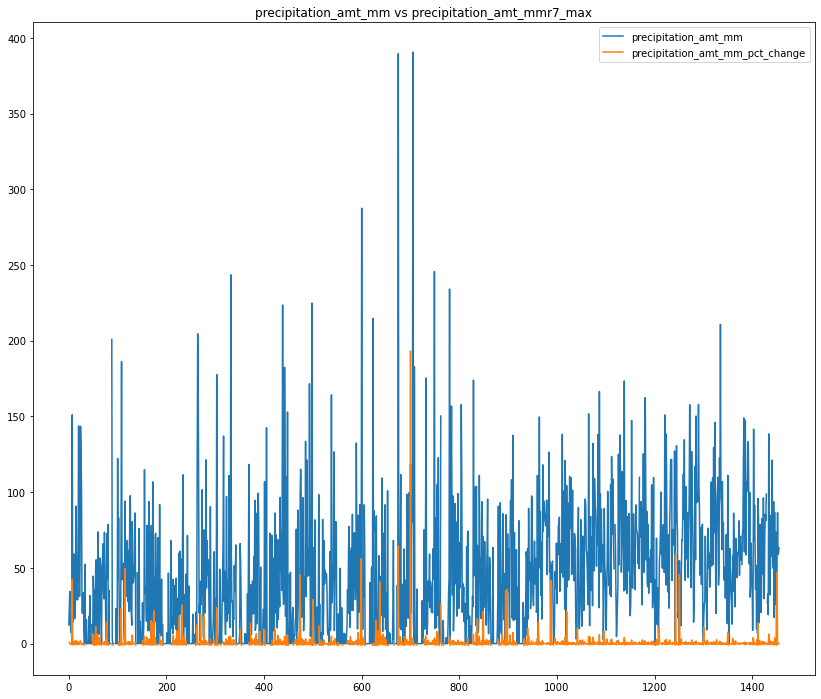 precipitation_amt_mm vs precipitation_amt_mmr7_max
precipitation_amt_mm
precipitation_amt_mm_pct_change
400
350
300
250
200
150
100
50
0
0 200 400 600 800 1000 1200 1400